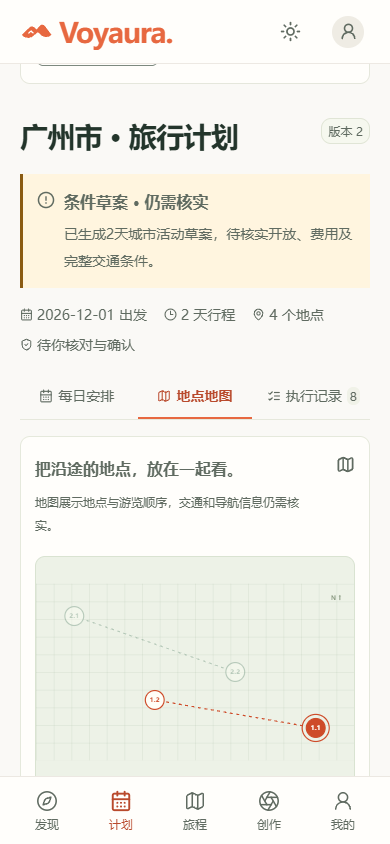 Voyaura.
广州市 • 旅行计划
版本 2
条件草案 • 仍需核实
已生成2天城市活动草案，待核实开放、费用及
完整交通条件。
2026-12-01 出发
2 天行程
4 个地点
待你核对与确认
每日安排
地点地图
执行记录 8
把沿途的地点，放在一起看。
地图展示地点与游览顺序，交通和导航信息仍需核
实。
N↑
2.1
2.2
1.2
1.1
发现
计划
旅程
创作
我的